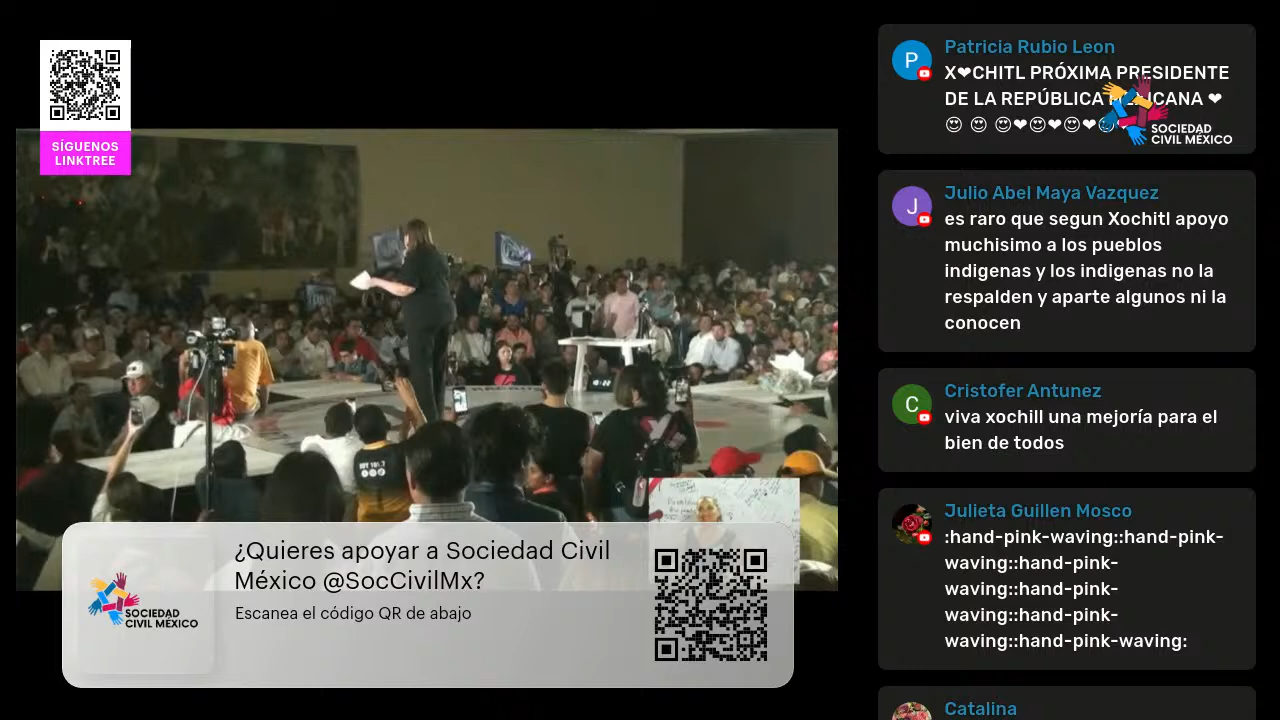 SÍGUENOS
LINKTREE
¿Quieres apoyar a Sociedad Civil
México @SocCivilMx?
Escanea el código QR de abajo
SOCIEDAD
CIVIL MÉXICO
Patricia Rubio Leon
X❤CHITL PRÓXIMA PRESIDENTE
DE LA REPÚBLICA MEXICANA ❤
😍 😍 😍❤😍❤😍❤
SOCIEDAD
CIVIL MÉXICO
J
Julio Abel Maya Vazquez
es raro que segun Xochitl apoyo
muchisimo a los pueblos
indigenas y los indigenas no la
respalden y aparte algunos ni la
conocen
C
Cristofer Antunez
viva xochill una mejoría para el
bien de todos
Julieta Guillen Mosco
:hand-pink-waving::hand-pink-
waving::hand-pink-
waving::hand-pink-
waving::hand-pink-
waving::hand-pink-waving:
Catalina